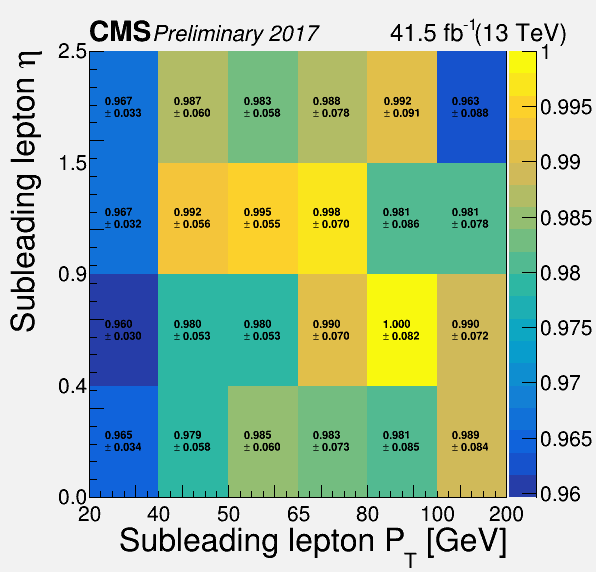 CMS Preliminary 2017 41.5 fb⁻¹(13 TeV)
Subleading lepton η
2.5
1.5
0.9
0.4
0.0
0.967 ± 0.033
0.987 ± 0.060
0.983 ± 0.058
0.988 ± 0.078
0.992 ± 0.091
0.963 ± 0.088
0.967 ± 0.032
0.992 ± 0.056
0.995 ± 0.055
0.998 ± 0.070
0.981 ± 0.086
0.981 ± 0.078
0.960 ± 0.030
0.980 ± 0.053
0.980 ± 0.053
0.990 ± 0.070
1.000 ± 0.082
0.990 ± 0.072
0.965 ± 0.034
0.979 ± 0.058
0.985 ± 0.060
0.983 ± 0.073
0.981 ± 0.085
0.989 ± 0.084
20 40 50 65 80 100 200
Subleading lepton P_T [GeV]
1
0.995
0.99
0.985
0.98
0.975
0.97
0.965
0.96